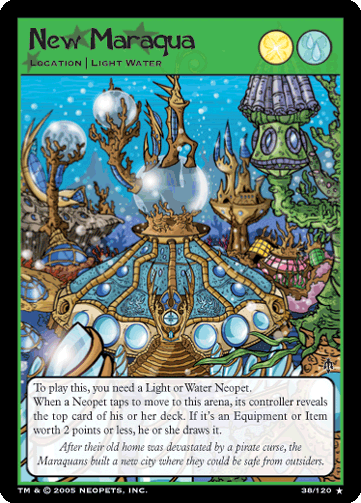 New Maraqua
Location | Light Water
To play this, you need a Light or Water Neopet.
When a Neopet taps to move to this arena, its controller reveals
the top card of his or her deck. If it's an Equipment or Item
worth 2 points or less, he or she draws it.
After their old home was devastated by a pirate curse, the
Maraquans built a new city where they could be safe from outsiders.
TM & © 2005 NEOPETS, INC.
38/120 ★